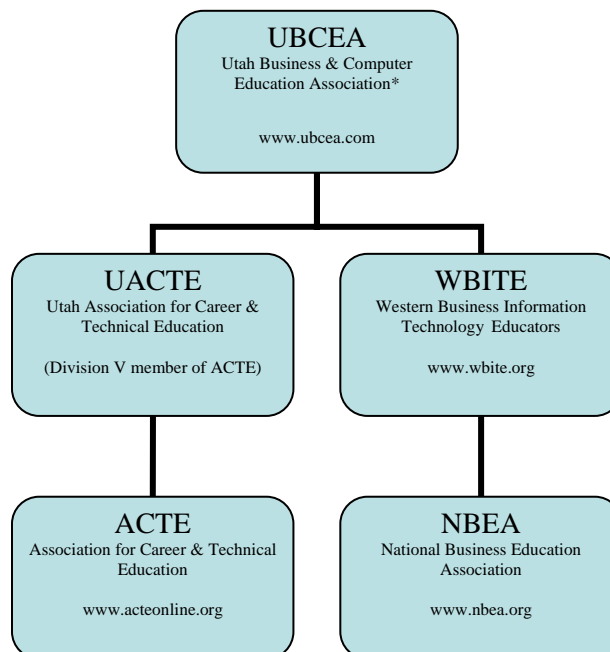 UBCEA
Utah Business & Computer
Education Association*
www.ubcea.com
UACTE
Utah Association for Career &
Technical Education
(Division V member of ACTE)
WBITE
Western Business Information
Technology Educators
www.wbite.org
ACTE
Association for Career & Technical
Education
www.acteonline.org
NBEA
National Business Education
Association
www.nbea.org